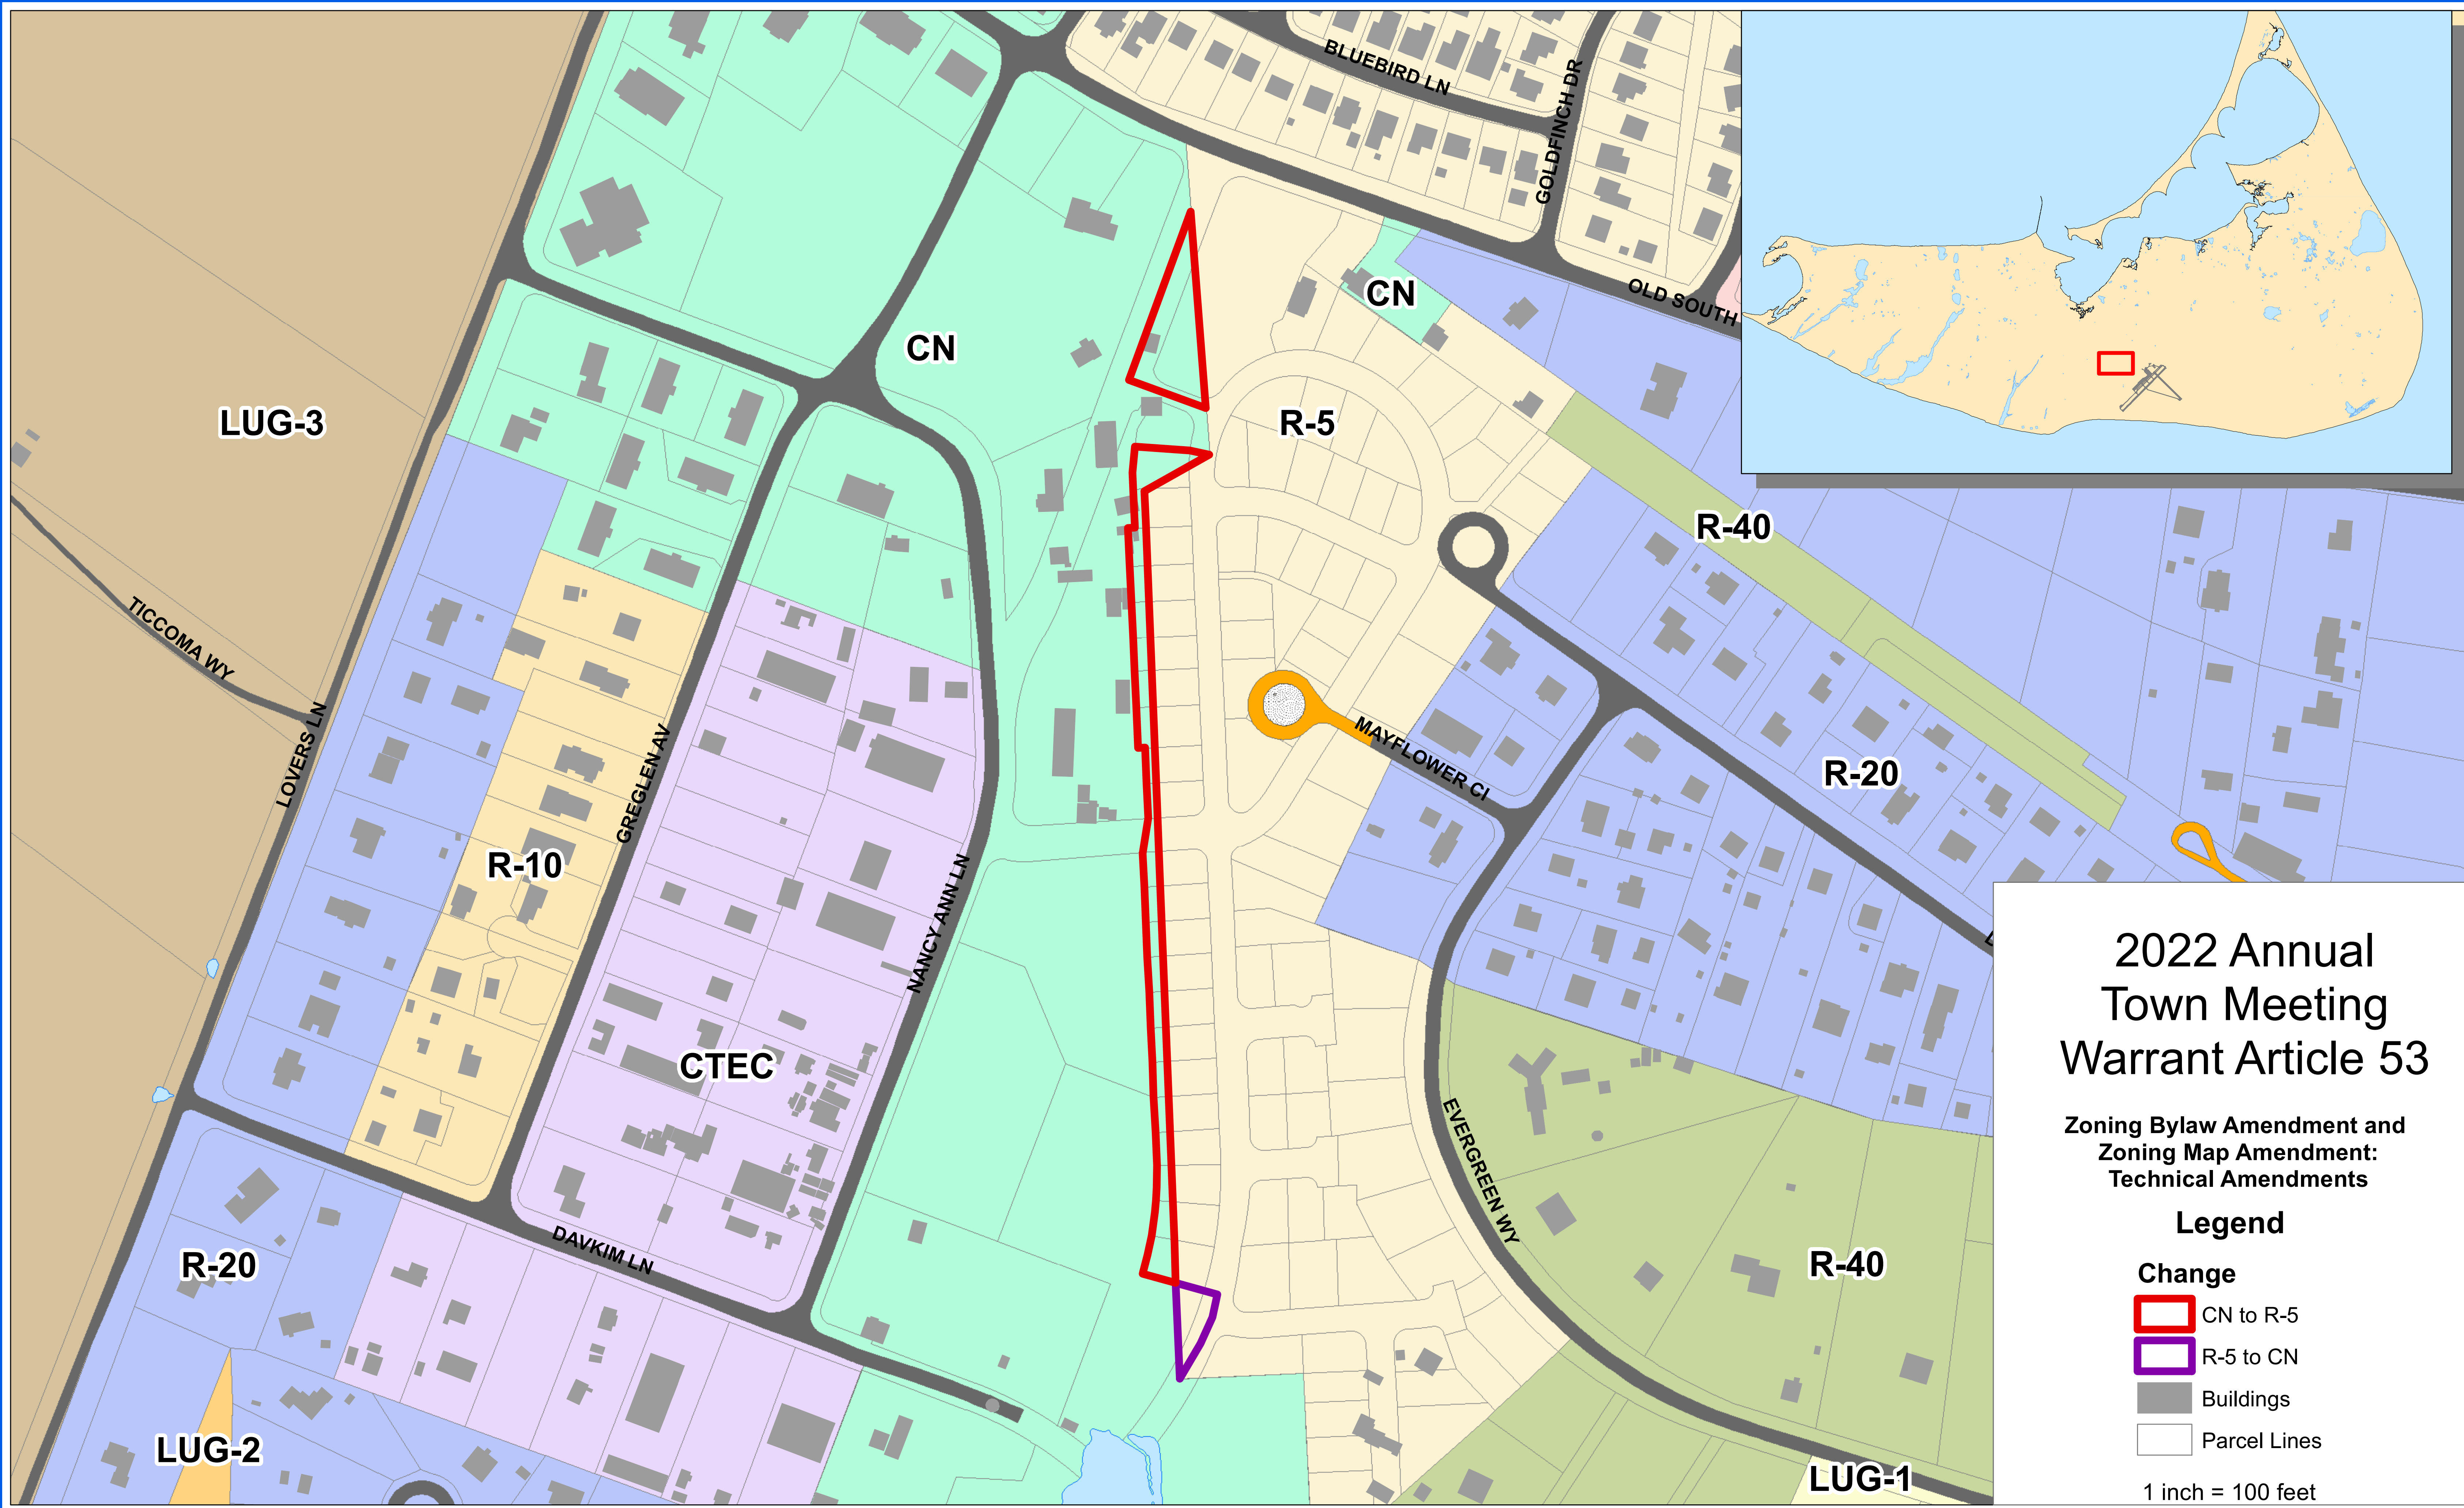 BLUEBIRD LN
GOLDFINCH DR
OLD SOUTH
CN
CN
LUG-3
R-5
R-40
TICCOMA WY
LOVERS LN
GREGLEN AV
MAYFLOWER CI
R-20
R-10
NANCY ANN LN
CTEC
EVERGREEN WY
DAVKIM LN
R-20
R-40
LUG-2
LUG-1
2022 Annual
Town Meeting
Warrant Article 53
Zoning Bylaw Amendment and
Zoning Map Amendment:
Technical Amendments
Legend
Change
CN to R-5
R-5 to CN
Buildings
Parcel Lines
1 inch = 100 feet